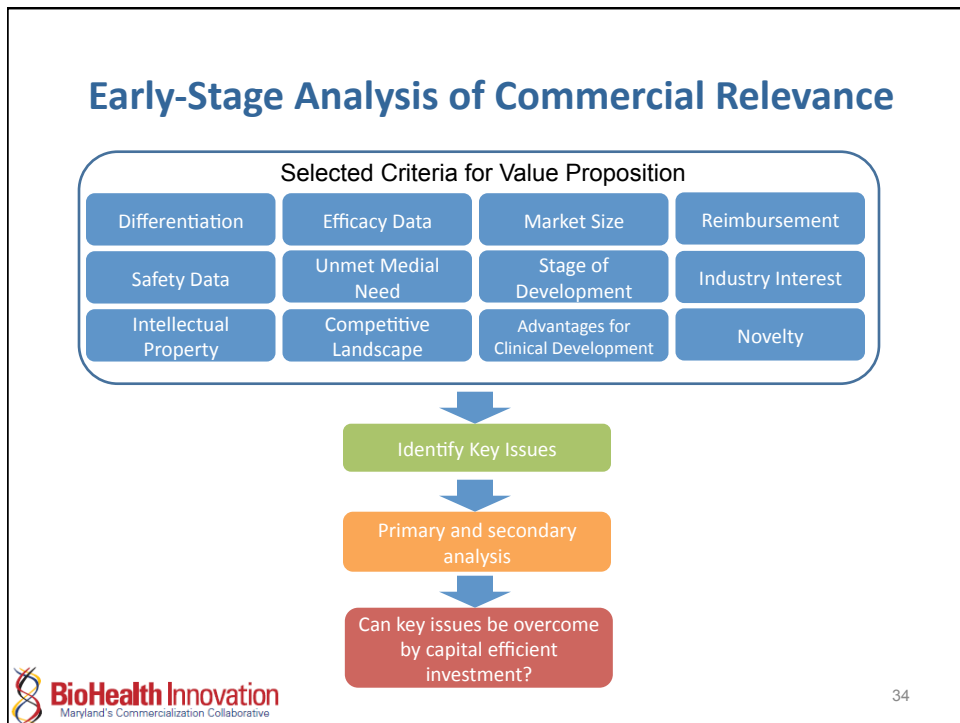 Early-Stage Analysis of Commercial Relevance
Selected Criteria for Value Proposition
Differentiation
Efficacy Data
Market Size
Reimbursement
Safety Data
Unmet Medial
Need
Stage of
Development
Industry Interest
Intellectual
Property
Competitive
Landscape
Advantages for
Clinical Development
Novelty
Identify Key Issues
Primary and secondary
analysis
Can key issues be overcome
by capital efficient
investment?
BioHealth Innovation
Maryland's Commercialization Collaborative
34